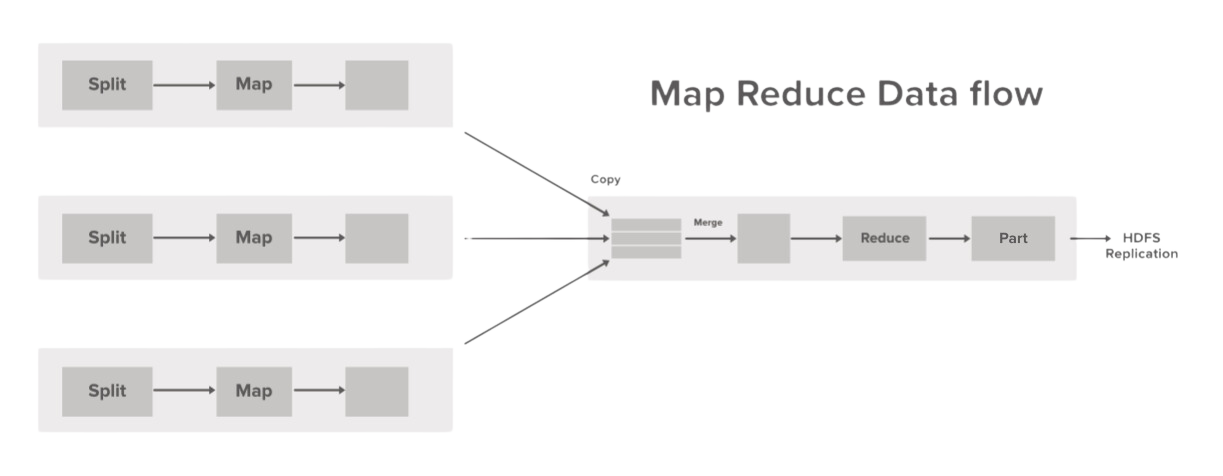 Map Reduce Data flow
Split
Map
Split
Map
Split
Map
Copy
Merge
Reduce
Part
HDFS
Replication